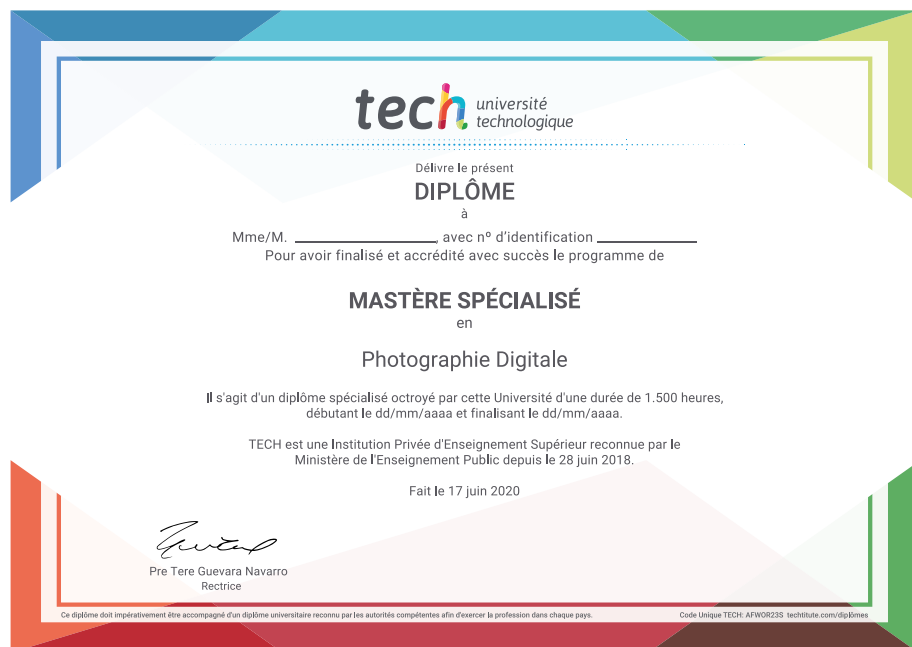 tech université
technologique
Délivre le présent
DIPLÔME
à
Mme/M. ____________________, avec nº d'identification ______________
Pour avoir finalisé et accrédité avec succès le programme de
MASTÈRE SPÉCIALISÉ
en
Photographie Digitale
Il s'agit d'un diplôme spécialisé octroyé par cette Université d'une durée de 1.500 heures,
débutant le dd/mm/aaaa et finalisant le dd/mm/aaaa.
TECH est une Institution Privée d'Enseignement Supérieur reconnue par le
Ministère de l'Enseignement Public depuis le 28 juin 2018.
Fait le 17 juin 2020
Pre Tere Guevara Navarro
Rectrice
Ce diplôme doit impérativement être accompagné d'un diplôme universitaire reconnu par les autorités compétentes afin d'exercer la profession dans chaque pays.
Code Unique TECH: AFWOR23S techtitute.com/diplômes